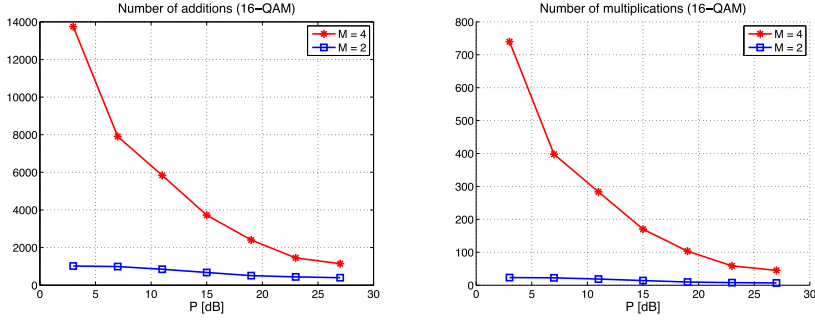 Number of additions (16−QAM)
14000
12000
10000
8000
6000
4000
2000
0
0 5 10 15 20 25 30
P [dB]
M = 4
M = 2
Number of multiplications (16−QAM)
800
700
600
500
400
300
200
100
0
0 5 10 15 20 25 30
P [dB]
M = 4
M = 2